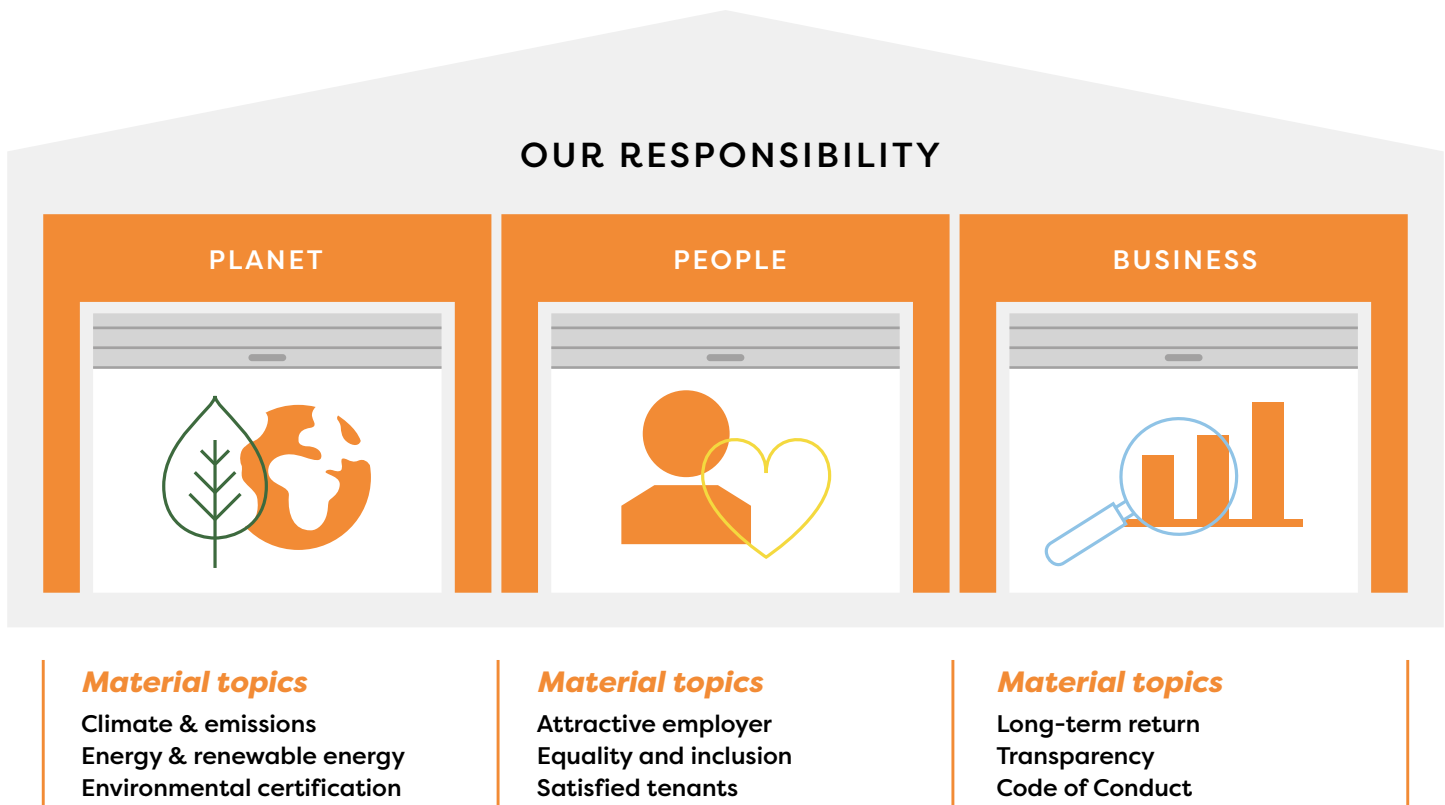 OUR RESPONSIBILITY
PLANET
PEOPLE
BUSINESS
Material topics
Climate & emissions
Energy & renewable energy
Environmental certification
Material topics
Attractive employer
Equality and inclusion
Satisfied tenants
Material topics
Long-term return
Transparency
Code of Conduct